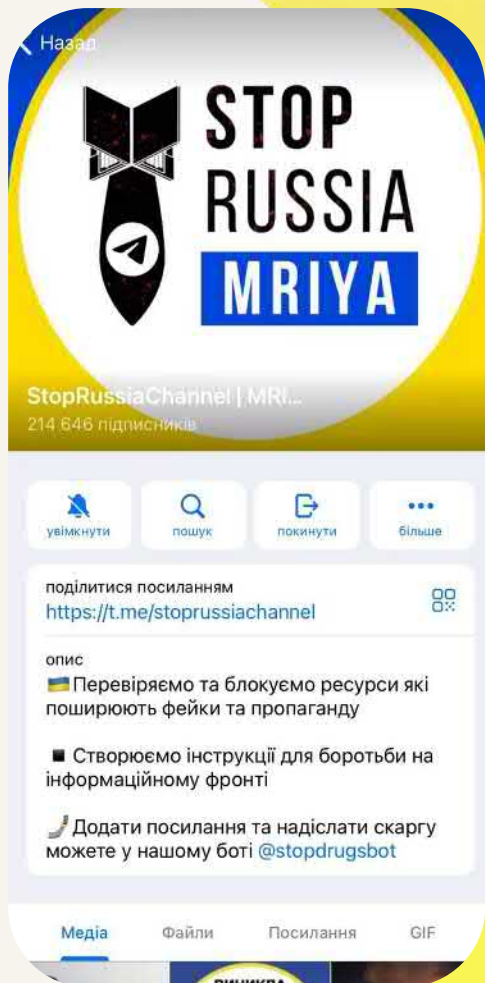 Назад
STOP
RUSSIA
MRIYA
StopRussiaChannel | MRI...
214 646 підписників
увімкнути
пошук
покинути
більше
поділитися посиланням
https://t.me/stoprussiachannel
опис
🇺🇦Перевіряємо та блокуємо ресурси які
поширюють фейки та пропаганду
◾Створюємо інструкції для боротьби на
інформаційному фронті
🤳Додати посилання та надіслати скаргу
можете у нашому боті @stopdrugsbot
Медіа
Файли
Посилання
GIF